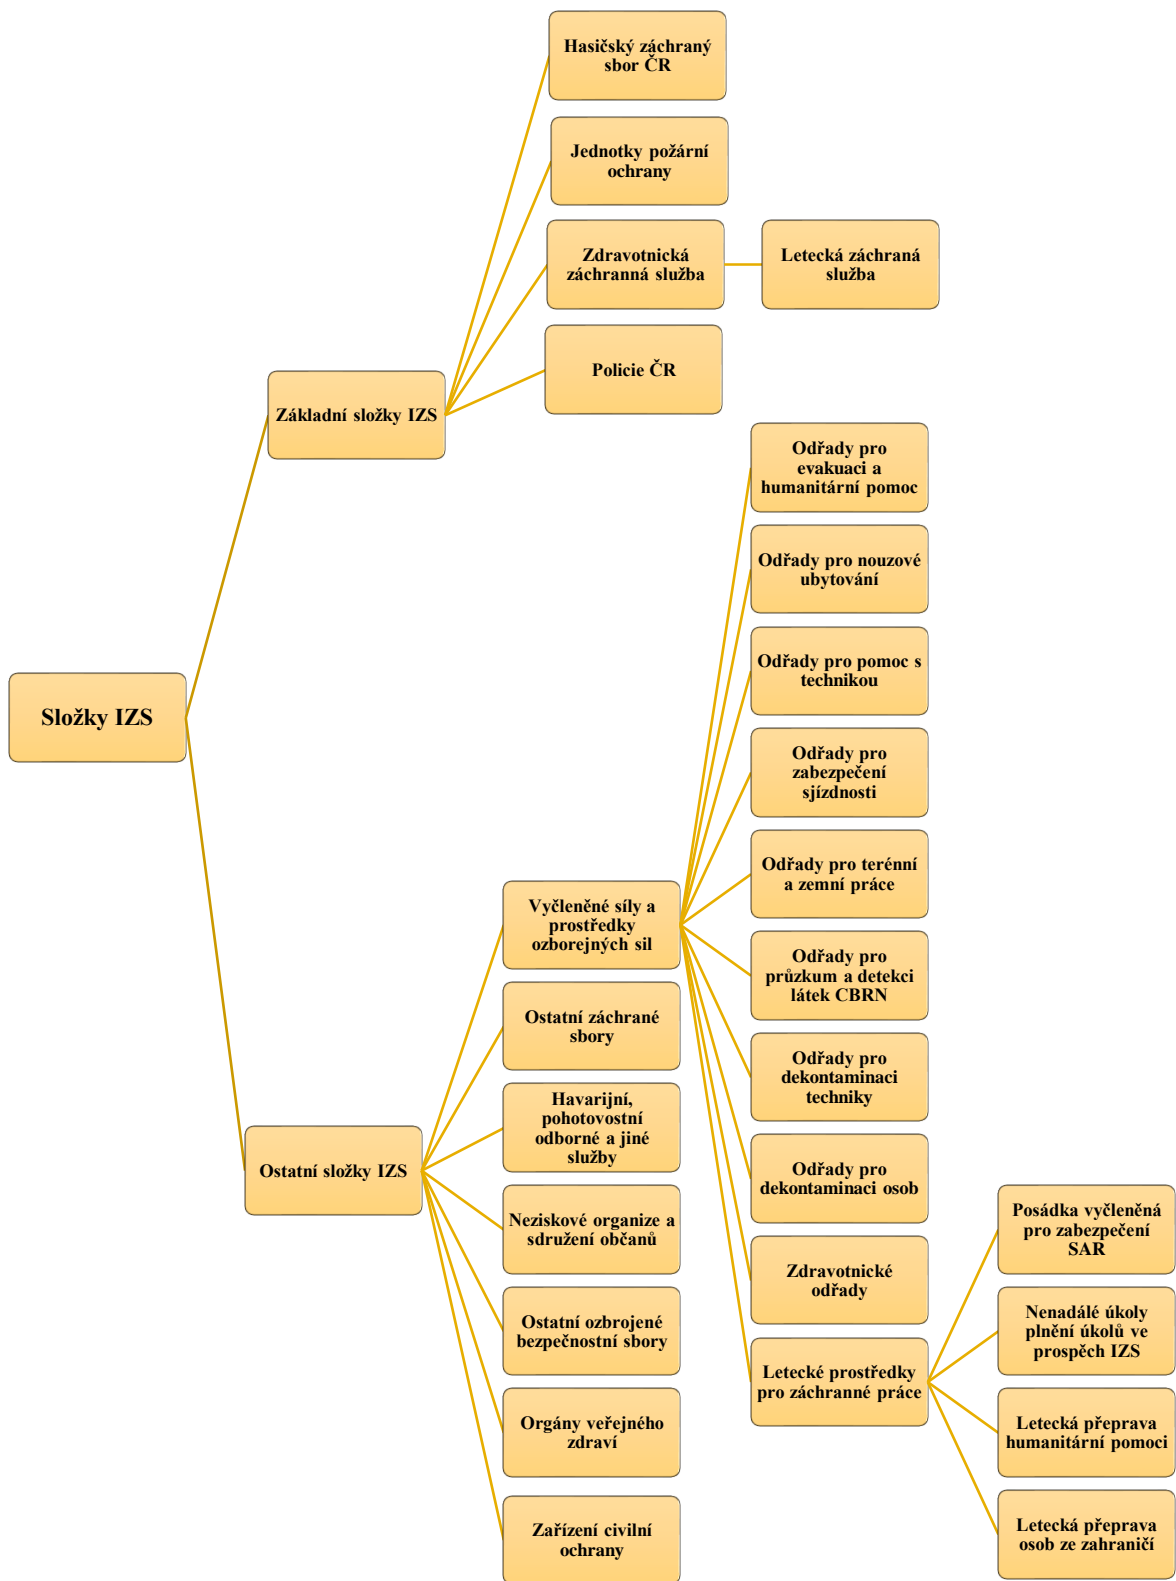 Hasičský záchraný
sbor ČR
Jednotky požární
ochrany
Zdravotnická
záchranná služba
Letecká záchraná
služba
Policie ČR
Základní složky IZS
Odřady pro
evakuaci a
humanitární pomoc
Odřady pro nouzové
ubytování
Odřady pro pomoc s
technikou
Složky IZS
Odřady pro
zabezpečení
sjízdnosti
Odřady pro terénní
a zemní práce
Vyčleněné síly a
prostředky
ozborejných sil
Odřady pro
průzkum a detekci
látek CBRN
Ostatní záchrané
sbory
Odřady pro
dekontaminaci
techniky
Havarijní,
pohotovostní
odborné a jiné
služby
Ostatní složky IZS
Odřady pro
dekontaminaci osob
Neziskové organize a
sdružení občanů
Posádka vyčleněná
pro zabezpečení
SAR
Zdravotnické
odřady
Ostatní ozbrojené
bezpečnostní sbory
Nenadálé úkoly
plnění úkolů ve
prospěch IZS
Letecké prostředky
pro záchranné práce
Orgány veřejného
zdraví
Letecká přeprava
humanitární pomoci
Zařízení civilní
ochrany
Letecká přeprava
osob ze zahraničí